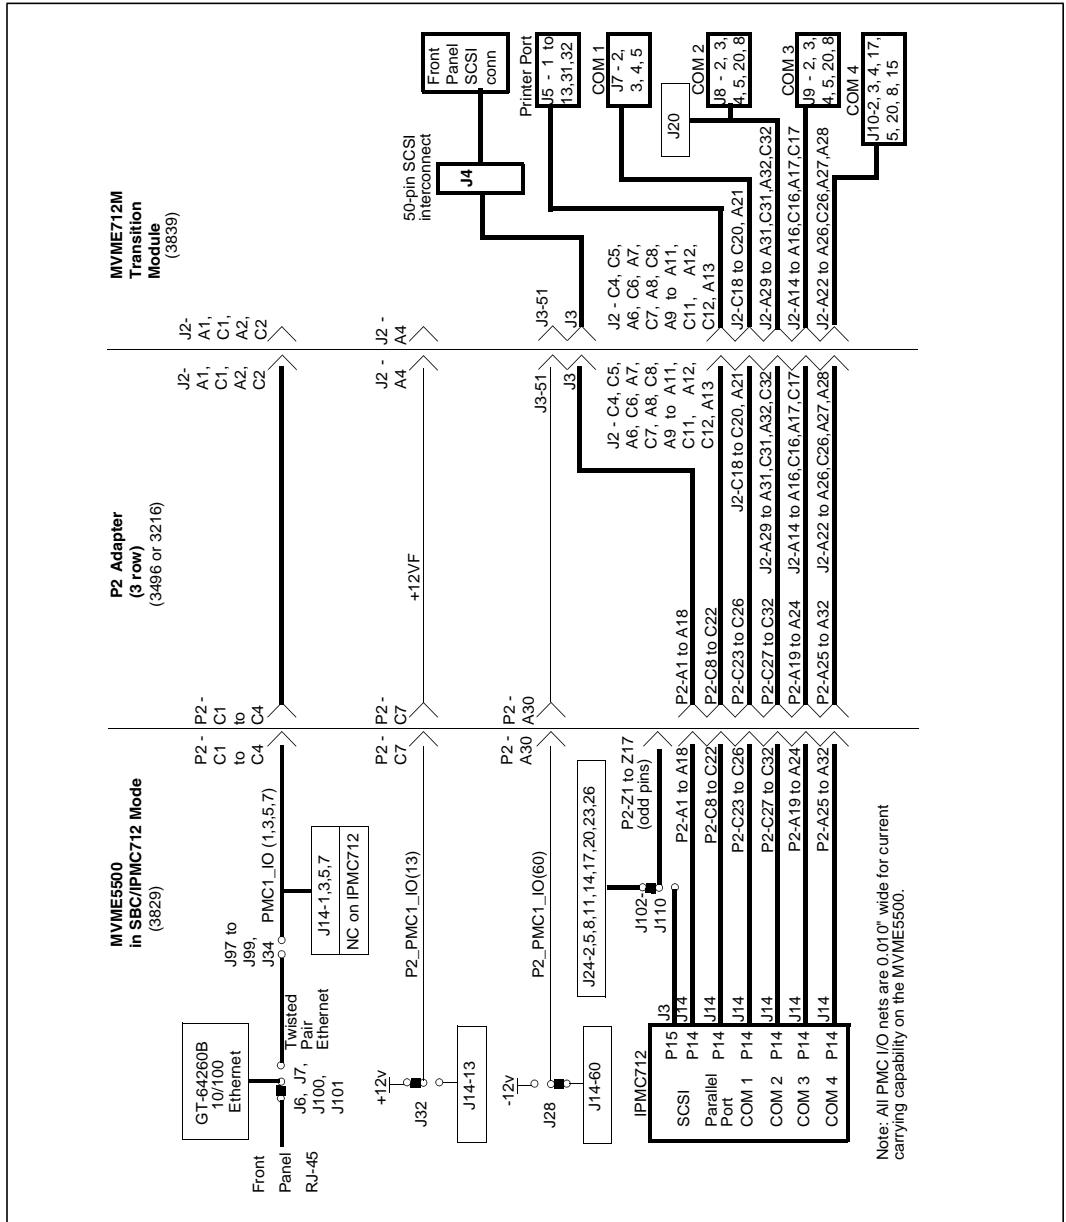 MVME5500
in SBC/IPMC712 Mode
(3829)
P2 Adapter
(3 row)
(3496 or 3216)
MVME712M
Transition
Module
(3839)
GT-64260B
10/100
Ethernet
Front
Panel
RJ-45
J6, J7,
J100,
J101
Twisted
Pair
Ethernet
J97 to
J99,
J34
PMC1_IO (1,3,5,7)
J14-1,3,5,7
NC on IPMC712
P2 -
C1
to
C4
P2 -
C1
to
C4
J2-
A1,
C1,
A2,
C2
J2-
A1,
C1,
A2,
C2
+12v
J32
J14-13
P2_PMC1_IO(13)
P2 -
C7
P2 -
C7
+12VF
J2 -
A4
J2 -
A4
-12v
J28
J14-60
P2_PMC1_IO(60)
P2 -
A30
P2 -
A30
J3-51
J3
J3-51
J3
50-pin SCSI
interconnect
J4
Front
Panel
SCSI
conn
J24-2,5,8,11,14,17,20,23,26
J102-
J110
P2-Z1 to Z17
(odd pins)
IPMC712
SCSI
P15
J3
P14
J14
P2-A1 to A18
P2-A1 to A18
Parallel
Port
P14
J14
P2-C8 to C22
P2-C8 to C22
J2 - C4, C5,
A6, C6, A7,
C7, A8, C8,
A9 to A11,
C11, A12,
C12, A13
J2 - C4, C5,
A6, C6, A7,
C7, A8, C8,
A9 to A11,
C11, A12,
C12, A13
Printer Port
J5 - 1 to
13,31,32
COM 1
P14
J14
P2-C23 to C26
P2-C23 to C26
J2-C18 to C20, A21
J2-C18 to C20, A21
COM 1
J7 - 2,
3, 4, 5
COM 2
P14
J14
P2-C27 to C32
P2-C27 to C32
J2-A29 to A31,C31,A32,C32
J2-A29 to A31,C31,A32,C32
J20
COM 2
J8 - 2, 3,
4, 5, 20, 8
COM 3
P14
J14
P2-A19 to A24
P2-A19 to A24
J2-A14 to A16,C16,A17,C17
J2-A14 to A16,C16,A17,C17
COM 3
J9 - 2, 3,
4, 5, 20, 8
COM 4
P14
J14
P2-A25 to A32
P2-A25 to A32
J2-A22 to A26,C26,A27,A28
J2-A22 to A26,C26,A27,A28
COM 4
J10-2, 3, 4, 17,
5, 20, 8, 15
Note: All PMC I/O nets are 0.010" wide for current
carrying capability on the MVME5500.